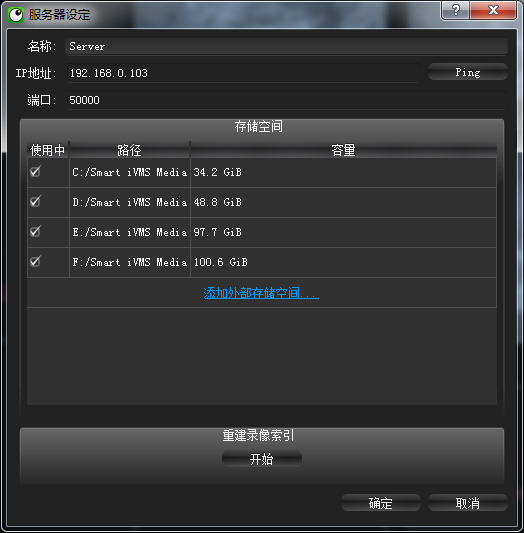 服务器设定
名称: Server
IP地址: 192.168.0.103 Ping
端口: 50000
存储空间
使用中 路径 容量
C:/Smart iVMS Media 34.2 GiB
D:/Smart iVMS Media 48.8 GiB
E:/Smart iVMS Media 97.7 GiB
F:/Smart iVMS Media 100.6 GiB
添加外部存储空间...
重建录像索引
开始
确定 取消